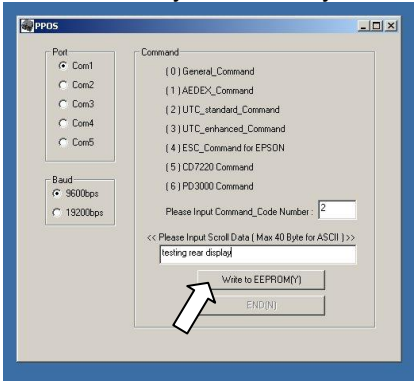 PPOS
Port
Com1
Com2
Com3
Com4
Com5
Baud
9600bps
19200bps
Command
( 0 ) General_Command
( 1 ) AEDEX_Command
( 2 ) UTC_standard_Command
( 3 ) UTC_enhanced_Command
( 4 ) ESC_Command for EPSON
( 5 ) CD7220 Command
( 6 ) PD3000 Command
Please Input Command_Code Number : 2
<< Please Input Scroll Data ( Max 40 Byte for ASCII ) >>
testing rear display
Write to EEPROM(Y)
END(N)